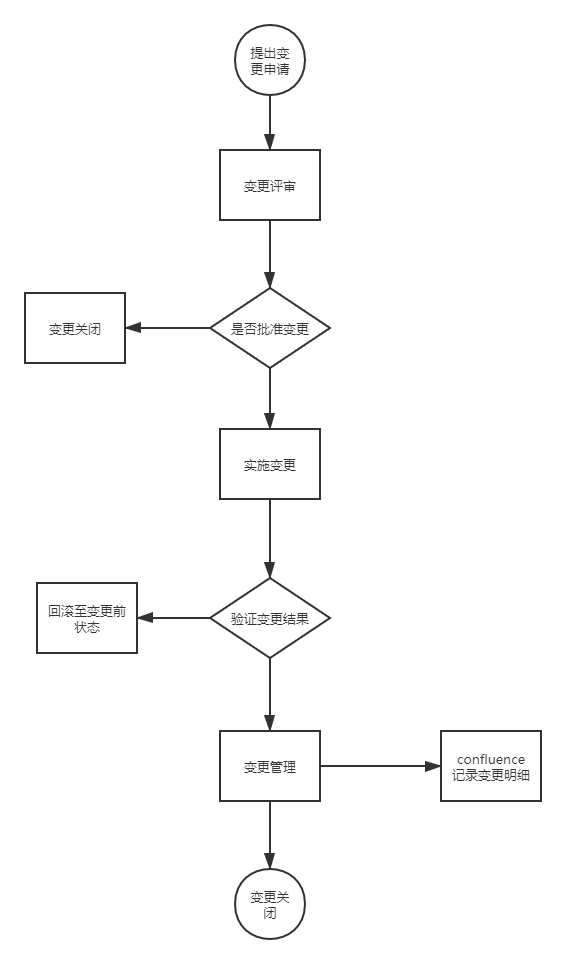 提出变
更申请
变更评审
变更关闭
是否批准变更
实施变更
回滚至变更前
状态
验证变更结果
变更管理
confluence
记录变更明细
变更关
闭